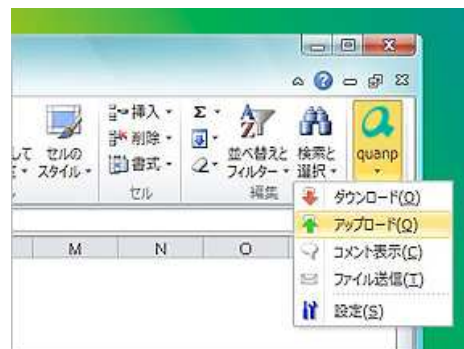 挿入
Σ
削除
して
セルの
スタイル
書式
並べ替えと
フィルター
検索と
選択
quanp
セル
編集
ダウンロード(O)
アップロード(Q)
コメント表示(C)
ファイル送信(I)
設定(S)
M N O